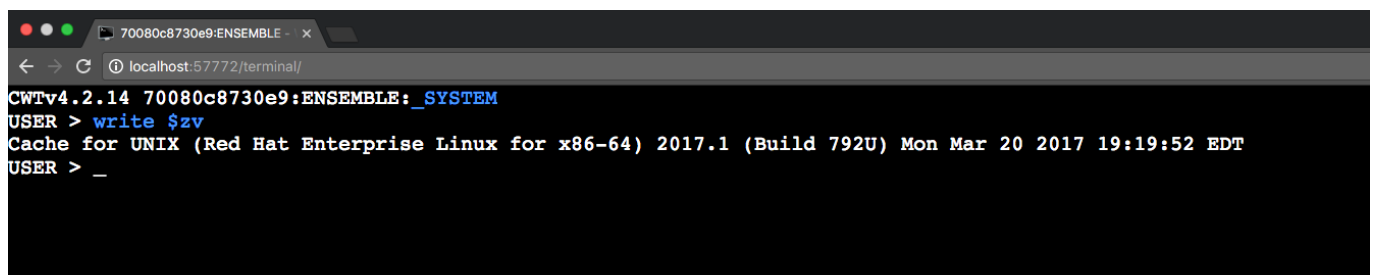 70080c8730e9:ENSEMBLE -
localhost:57772/terminal/
CWTv4.2.14 70080c8730e9:ENSEMBLE:_SYSTEM
USER > write $zv
Cache for UNIX (Red Hat Enterprise Linux for x86-64) 2017.1 (Build 792U) Mon Mar 20 2017 19:19:52 EDT
USER > _